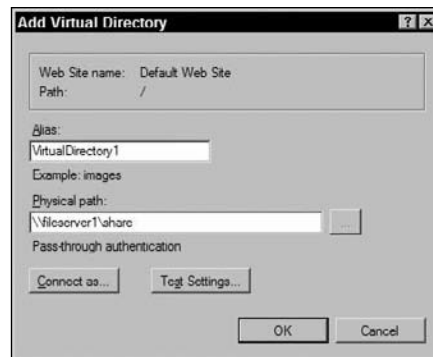 Add Virtual Directory
? X
Web Site name: Default Web Site
Path: /
Alias:
VirtualDirectory1
Example: images
Physical path:
\\fileserver1\share
...
Pass-through authentication
Connect as... Test Settings...
OK Cancel